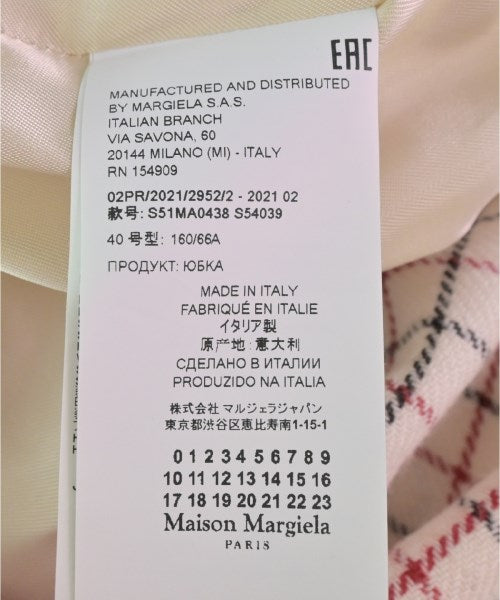 EAC
MANUFACTURED AND DISTRIBUTED
BY MARGIELA S.A.S.
ITALIAN BRANCH
VIA SAVONA, 60
20144 MILANO (MI) - ITALY
RN 154909
02PR/2021/2952/2 - 2021 02
款号: S51MA0438 S54039
40 号型: 160/66A
ПРОДУКТ: ЮБКА
MADE IN ITALY
FABRIQUÉ EN ITALIE
イタリア製
原产地: 意大利
СДЕЛАНО В ИТАЛИИ
PRODUZIDO NA ITALIA
株式会社 マルジェラジャパン
東京都渋谷区恵比寿南1-15-1
0 1 2 3 4 5 6 7 8 9
10 11 12 13 14 15 16
17 18 19 20 21 22 23
Maison Margiela
PARIS